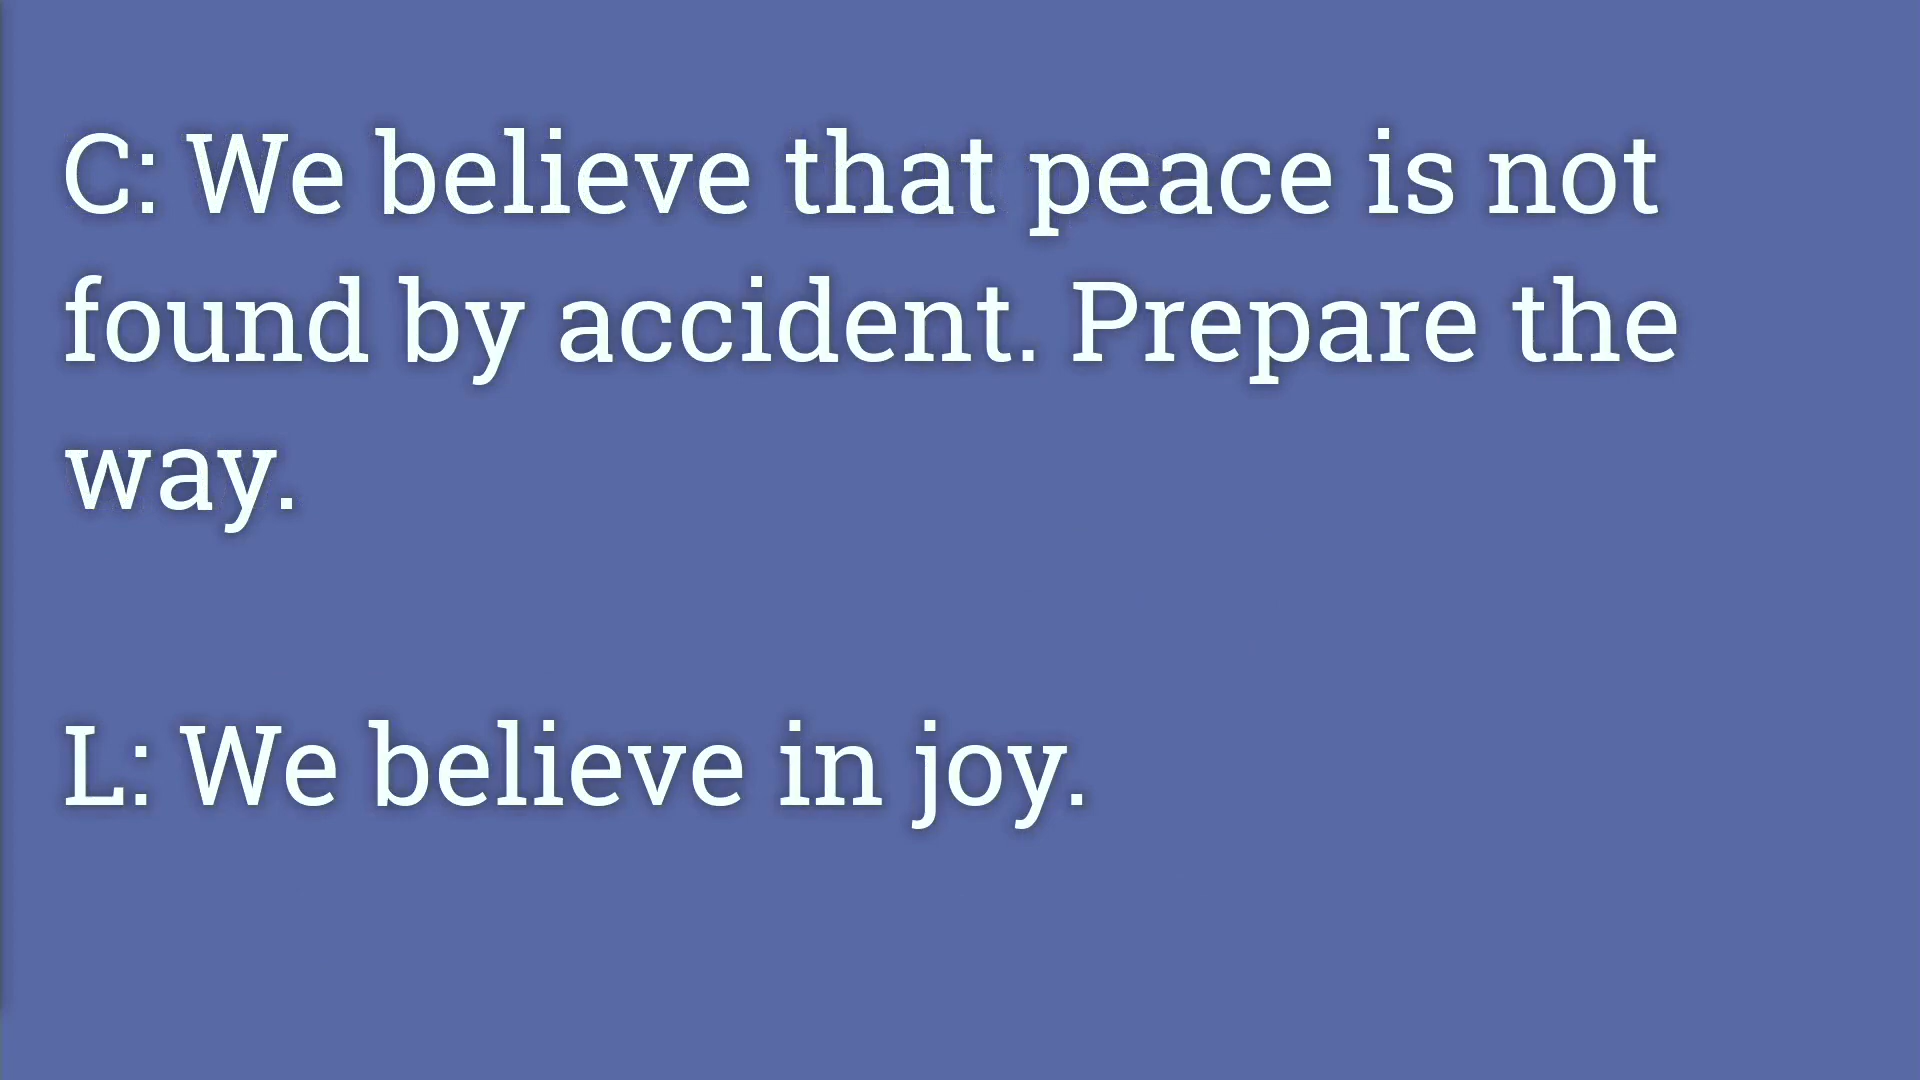 C: We believe that peace is not
found by accident. Prepare the
way.
L: We believe in joy.